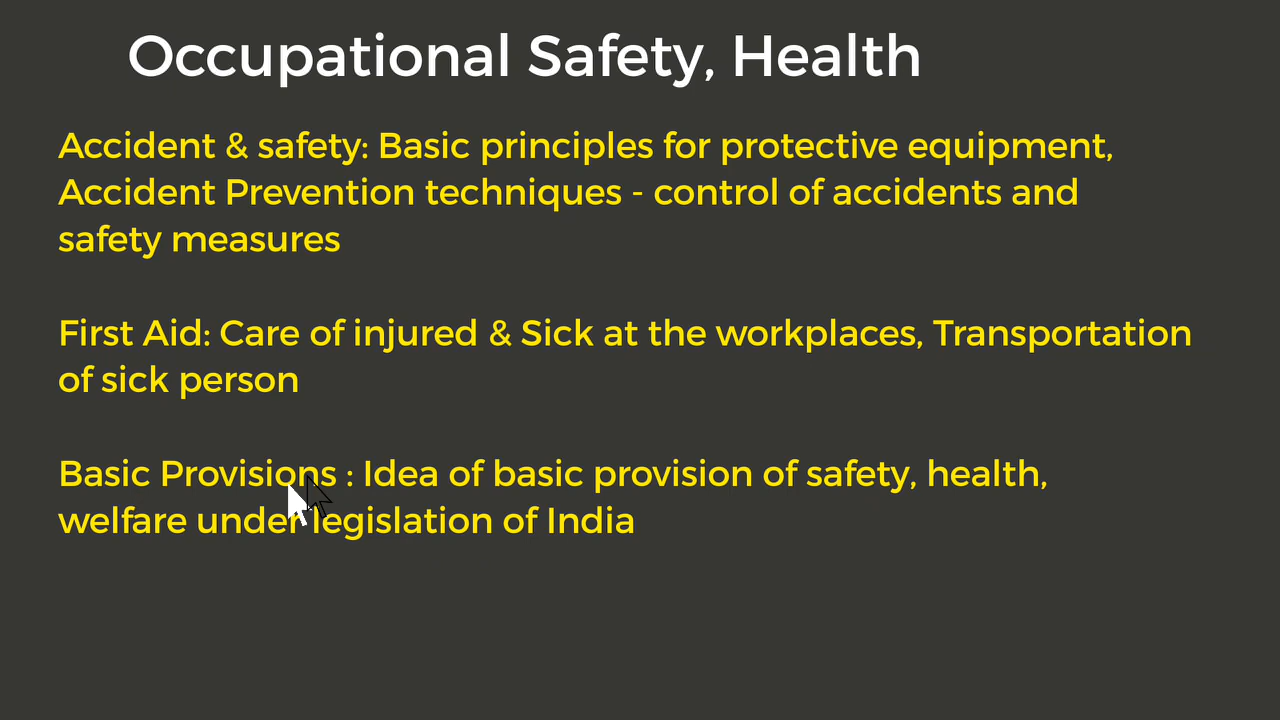 Occupational Safety, Health
Accident & safety: Basic principles for protective equipment,
Accident Prevention techniques - control of accidents and
safety measures
First Aid: Care of injured & Sick at the workplaces, Transportation
of sick person
Basic Provisions : Idea of basic provision of safety, health,
welfare under legislation of India